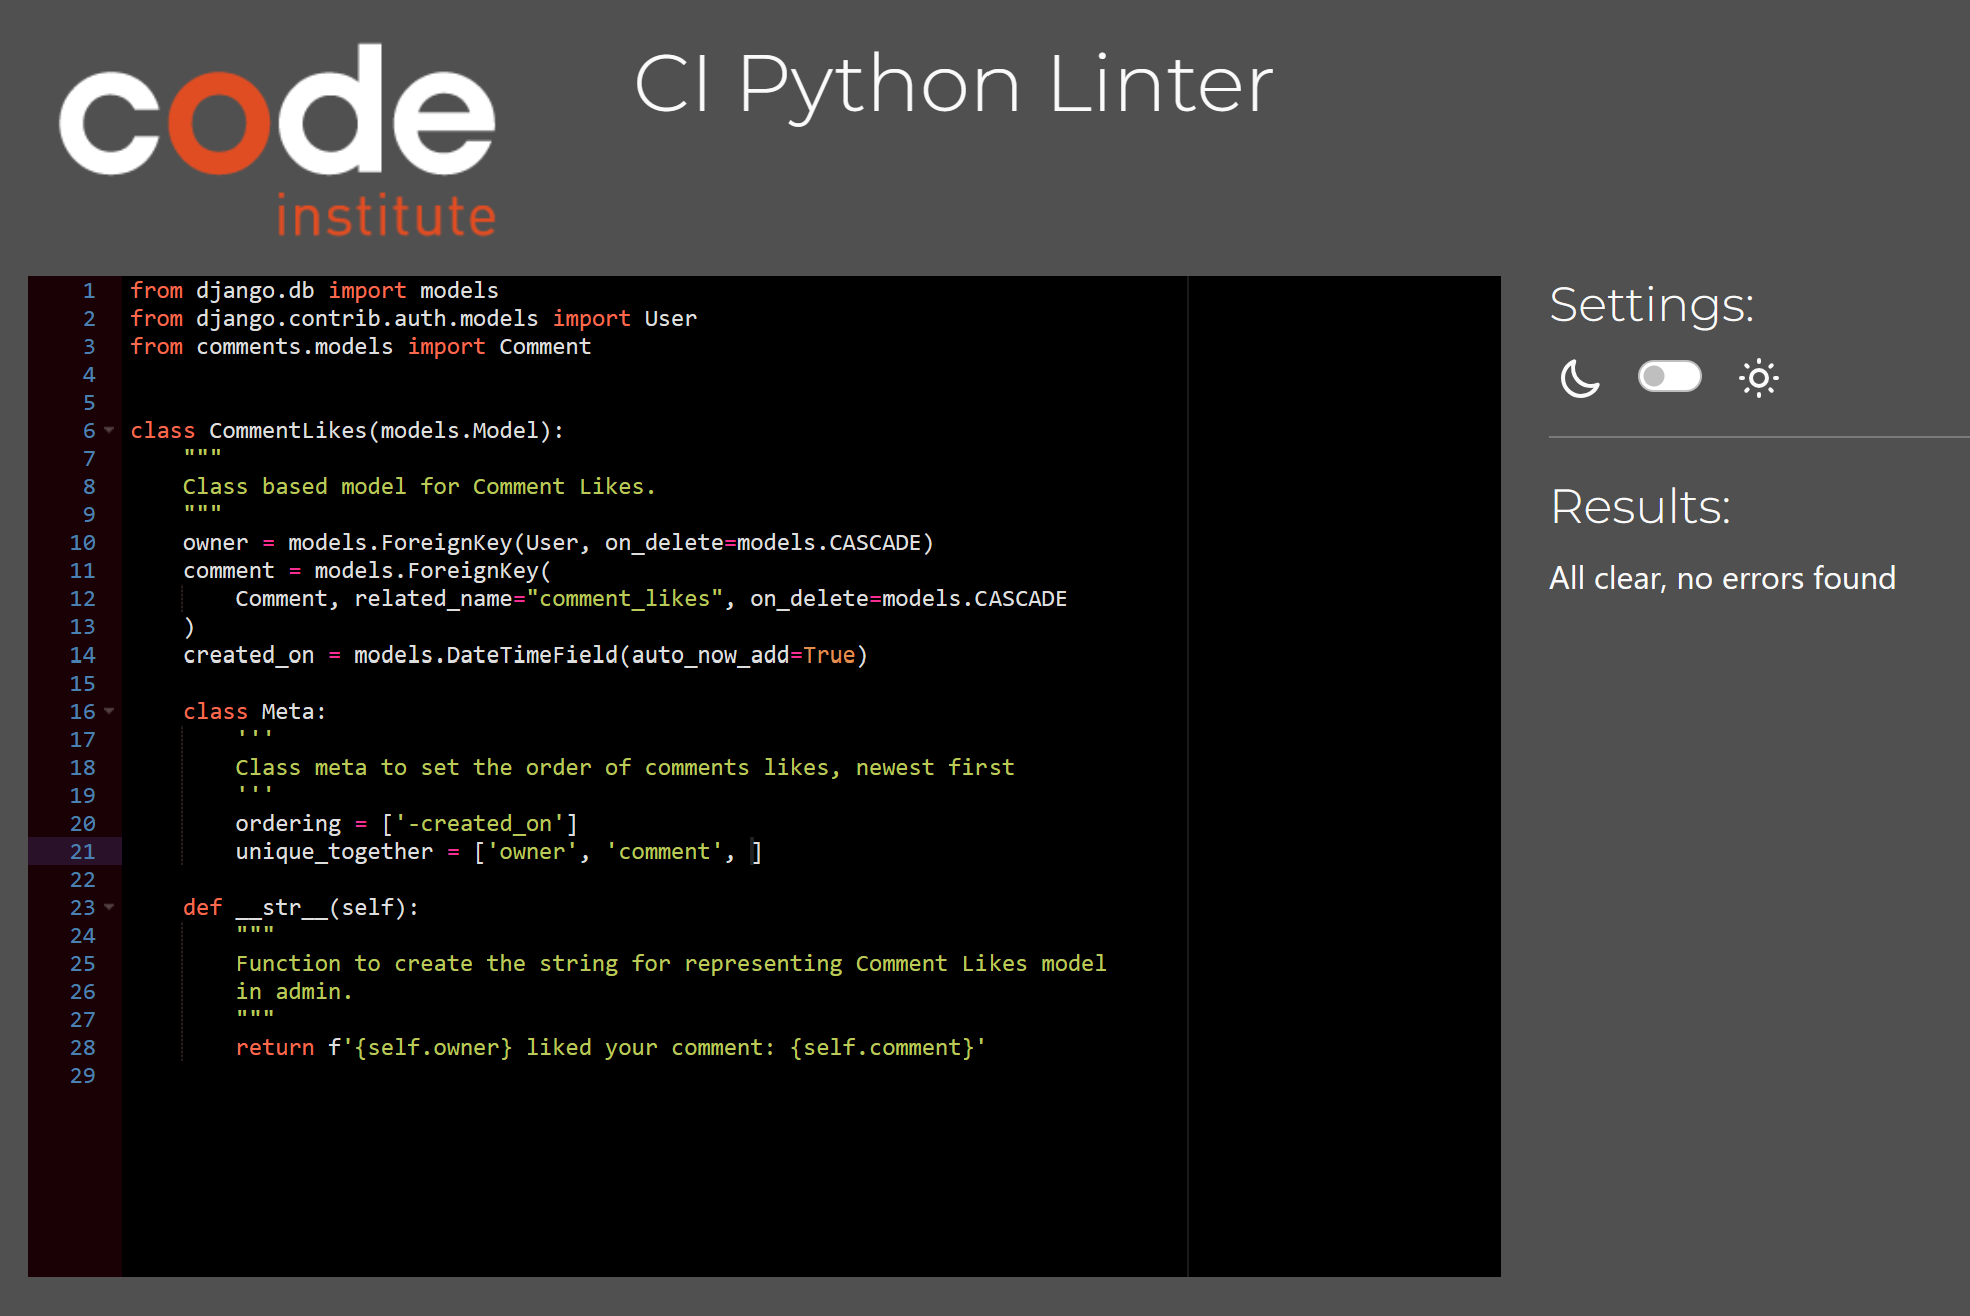 code
institute
CI Python Linter
1 from django.db import models
2 from django.contrib.auth.models import User
3 from comments.models import Comment
4
5
6 class CommentLikes(models.Model):
7     """
8     Class based model for Comment Likes.
9     """
10     owner = models.ForeignKey(User, on_delete=models.CASCADE)
11     comment = models.ForeignKey(
12         Comment, related_name="comment_likes", on_delete=models.CASCADE
13     )
14     created_on = models.DateTimeField(auto_now_add=True)
15
16     class Meta:
17         '''
18         Class meta to set the order of comments likes, newest first
19         '''
20         ordering = ['-created_on']
21         unique_together = ['owner', 'comment', ]
22
23     def __str__(self):
24         """
25         Function to create the string for representing Comment Likes model
26         in admin.
27         """
28         return f'{self.owner} liked your comment: {self.comment}'
29
Settings:
Results:
All clear, no errors found